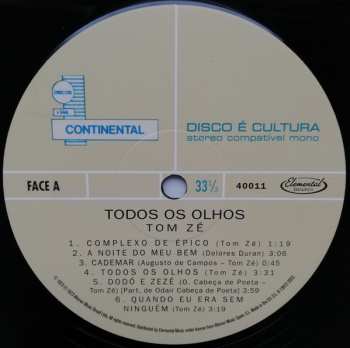 CONTINENTAL
DISCO É CULTURA
stereo compatível mono
FACE A
33⅓
40011
Elemental
TODOS OS OLHOS
TOM ZÉ
1. COMPLEXO DE ÉPICO (Tom Zé) 1:19
2. A NOITE DO MEU BEM (Dolores Duran) 3:06
3. CADEMAR (Augusto de Campos – Tom Zé) 0:45
4. TODOS OS OLHOS (Tom Zé) 3:31
5. DODÓ E ZEZÉ (O. Cabeça de Poeta –
Tom Zé) [Part. de Odair Cabeça de Poeta] 3:59
6. QUANDO EU ERA SEM
NINGUÉM (Tom Zé) 3:19